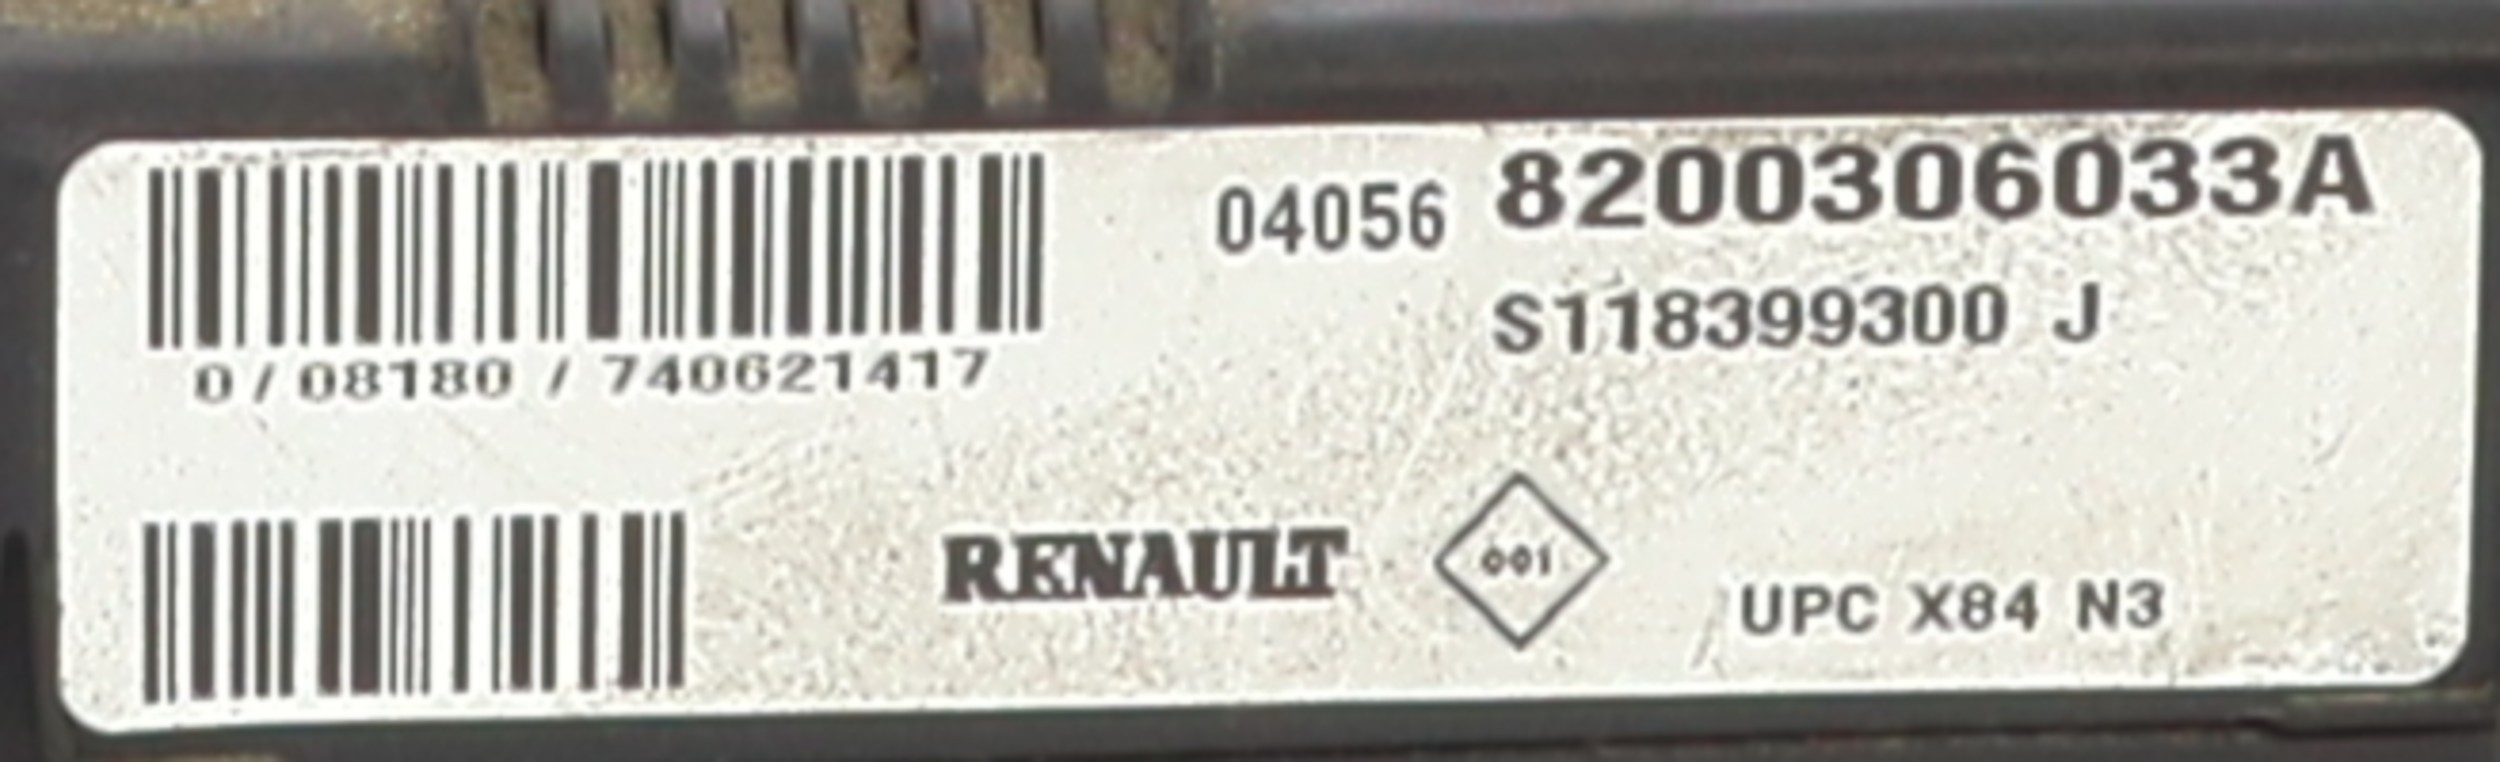 04056 8200306033A
S118399300 J
0/08180 / 740621417
RENAULT 001
UPC X84 N3